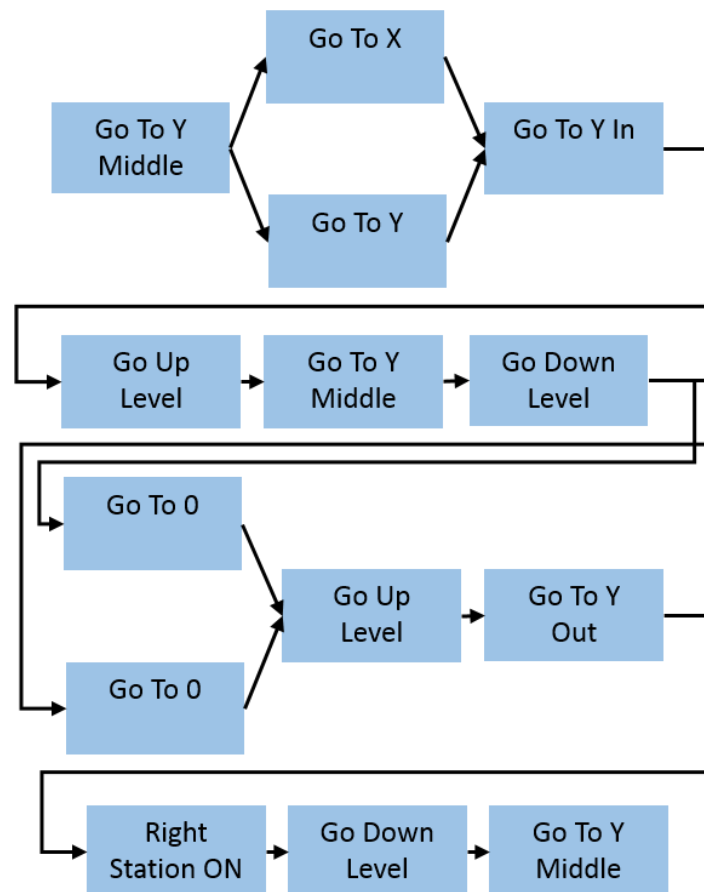 Go To X
Go To Y
Middle
Go To Y In
Go To Y
Go Up
Level
Go To Y
Middle
Go Down
Level
Go To 0
Go Up
Level
Go To Y
Out
Go To 0
Right
Station ON
Go Down
Level
Go To Y
Middle